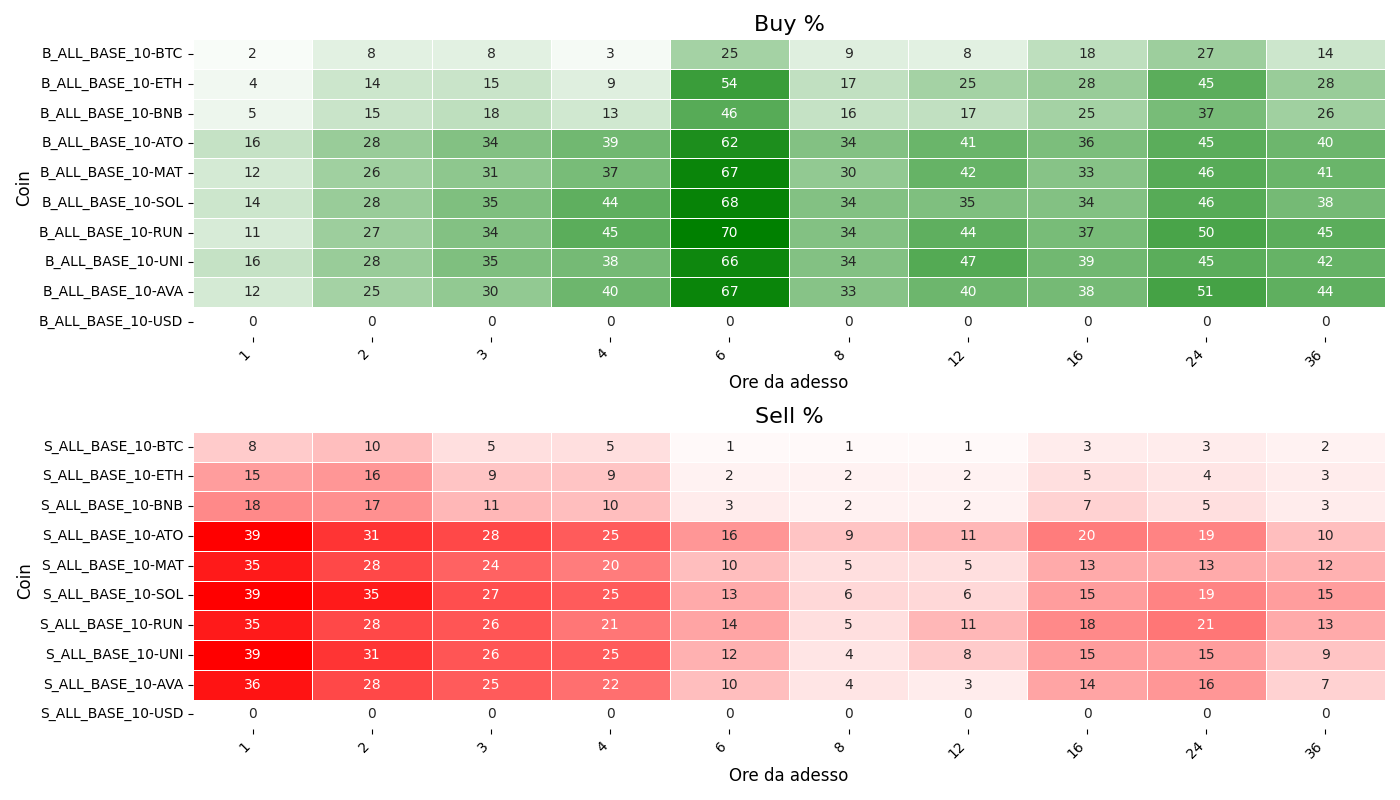 Buy %
Coin
B_ALL_BASE_10-BTC 2 8 8 3 25 9 8 18 27 14
B_ALL_BASE_10-ETH 4 14 15 9 54 17 25 28 45 28
B_ALL_BASE_10-BNB 5 15 18 13 46 16 17 25 37 26
B_ALL_BASE_10-ATO 16 28 34 39 62 34 41 36 45 40
B_ALL_BASE_10-MAT 12 26 31 37 67 30 42 33 46 41
B_ALL_BASE_10-SOL 14 28 35 44 68 34 35 34 46 38
B_ALL_BASE_10-RUN 11 27 34 45 70 34 44 37 50 45
B_ALL_BASE_10-UNI 16 28 35 38 66 34 47 39 45 42
B_ALL_BASE_10-AVA 12 25 30 40 67 33 40 38 51 44
B_ALL_BASE_10-USD 0 0 0 0 0 0 0 0 0 0
1 2 3 4 6 8 12 16 24 36
Ore da adesso
Sell %
Coin
S_ALL_BASE_10-BTC 8 10 5 5 1 1 1 3 3 2
S_ALL_BASE_10-ETH 15 16 9 9 2 2 2 5 4 3
S_ALL_BASE_10-BNB 18 17 11 10 3 2 2 7 5 3
S_ALL_BASE_10-ATO 39 31 28 25 16 9 11 20 19 10
S_ALL_BASE_10-MAT 35 28 24 20 10 5 5 13 13 12
S_ALL_BASE_10-SOL 39 35 27 25 13 6 6 15 19 15
S_ALL_BASE_10-RUN 35 28 26 21 14 5 11 18 21 13
S_ALL_BASE_10-UNI 39 31 26 25 12 4 8 15 15 9
S_ALL_BASE_10-AVA 36 28 25 22 10 4 3 14 16 7
S_ALL_BASE_10-USD 0 0 0 0 0 0 0 0 0 0
1 2 3 4 6 8 12 16 24 36
Ore da adesso